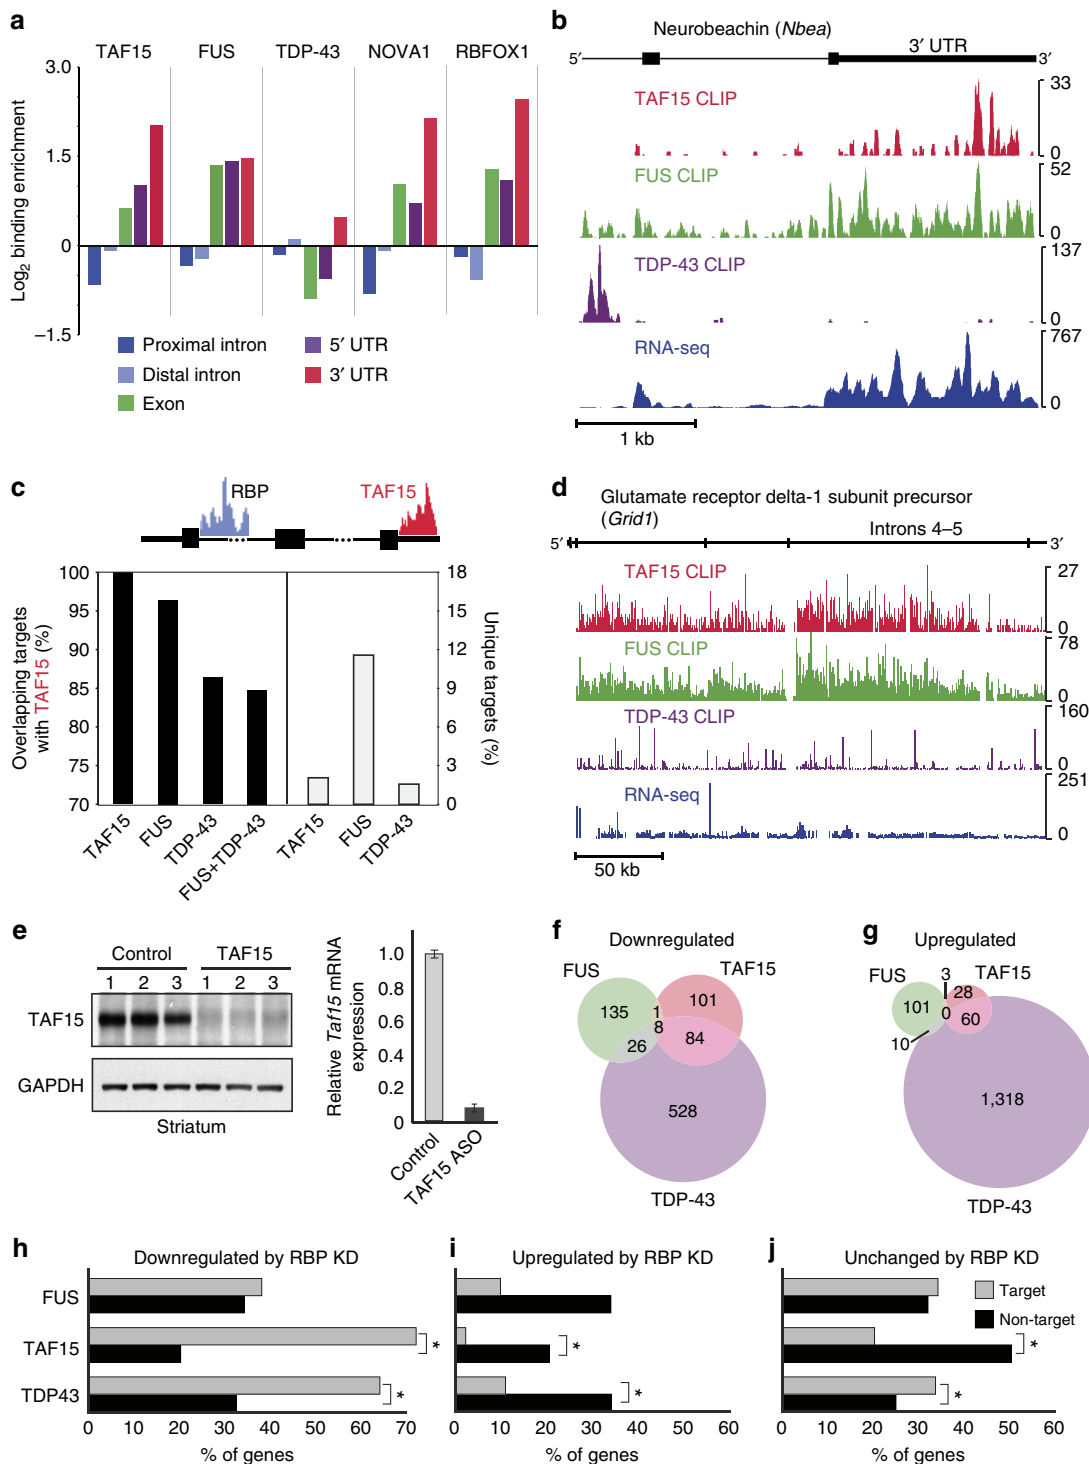 a
TAF15 FUS TDP-43 NOVA1 RBFOX1
Log2 binding enrichment
3.0
1.5
0
−1.5
Proximal intron
Distal intron
Exon
5′ UTR
3′ UTR
b
Neurobeachin (Nbea)
5′ 3′ UTR 3′
TAF15 CLIP
33
0
FUS CLIP
52
0
TDP-43 CLIP
137
0
RNA-seq
767
0
1 kb
c
RBP
TAF15
Overlapping targets
with TAF15 (%)
100
95
90
85
80
75
70
18
15
12
9
6
3
0
Unique targets (%)
TAF15 FUS TDP-43 FUS+TDP-43 TAF15 FUS TDP-43
d
Glutamate receptor delta-1 subunit precursor
(Grid1)
Introns 4–5
5′ 3′
TAF15 CLIP
27
0
FUS CLIP
78
0
TDP-43 CLIP
160
0
RNA-seq
251
0
50 kb
e
Control TAF15
1 2 3 1 2 3
TAF15
GAPDH
Striatum
Relative Taf15 mRNA
expression
1.0
0.8
0.6
0.4
0.2
0
Control
TAF15 ASO
f
Downregulated
FUS
TAF15
135
1
101
8
26
84
528
TDP-43
g
Upregulated
3
FUS TAF15
28
101
0
60
10
1,318
TDP-43
h
Downregulated by RBP KD
FUS
TAF15
*
TDP43
*
0 10 20 30 40 50 60 70
% of genes
i
Upregulated by RBP KD
*
*
0 10 20 30 40 50 60
% of genes
j
Unchanged by RBP KD
Target
Non-target
*
*
0 10 20 30 40 50 60
% of genes